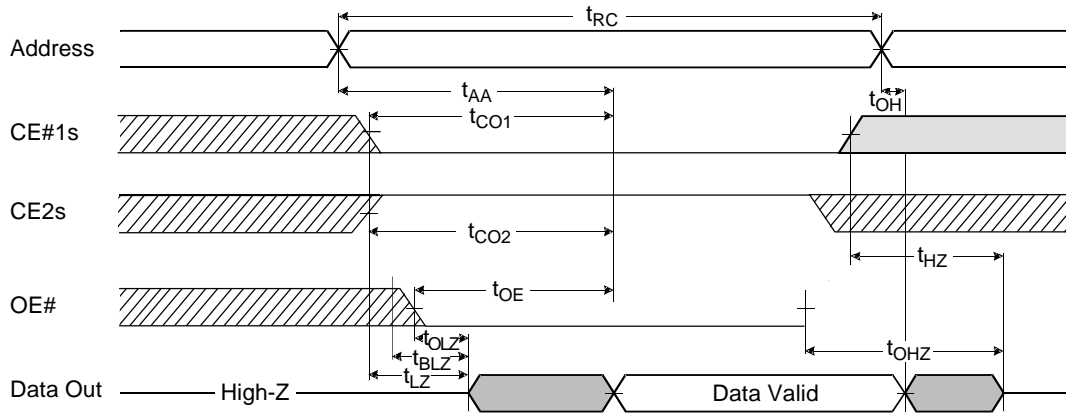 tRC
Address
tAA
tOH
tCO1
CE#1s
CE2s
tCO2
tHZ
tOE
OE#
tOLZ
tOHZ
tBLZ
tLZ
Data Out High-Z Data Valid